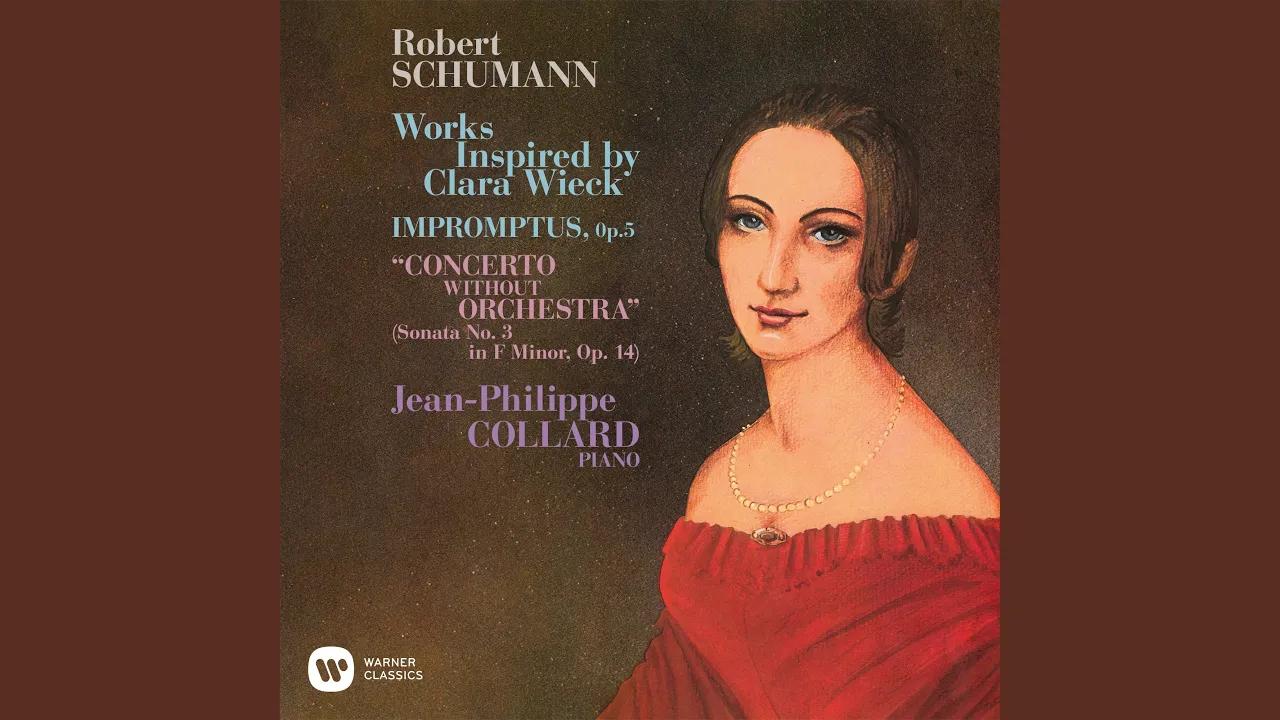 Robert
SCHUMANN
Works
Inspired by
Clara Wieck
IMPROMPTUS, Op.5
“CONCERTO
WITHOUT
ORCHESTRA”
(Sonata No. 3
in F Minor, Op. 14)
Jean-Philippe
COLLARD
PIANO
WARNER
CLASSICS